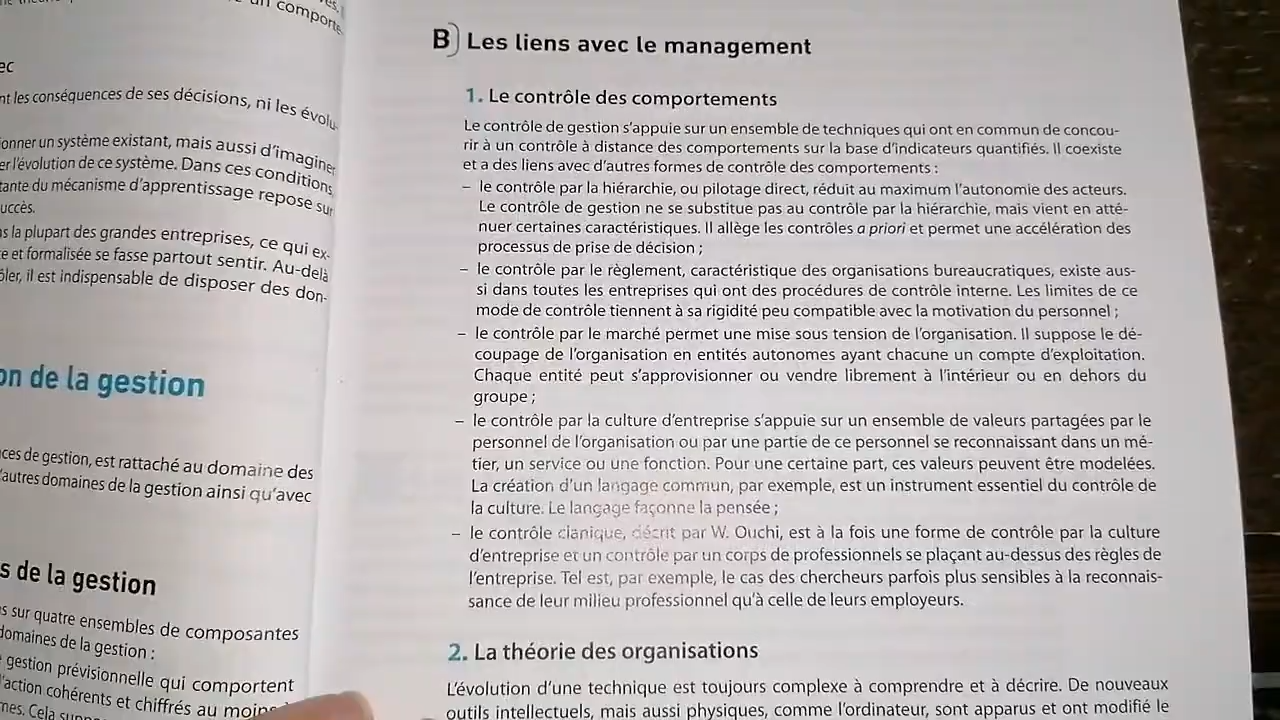 ec
nt les conséquences de ses décisions, ni les évolu-
ionner un système existant, mais aussi d'imaginer
er l'évolution de ce système. Dans ces conditions,
tante du mécanisme d'apprentissage repose sur
uccès.
s la plupart des grandes entreprises, ce qui ex-
e et formalisée se fasse partout sentir. Au-delà
ôler, il est indispensable de disposer des don-
on de la gestion
ces de gestion, est rattaché au domaine des
'autres domaines de la gestion ainsi qu'avec
s de la gestion
s sur quatre ensembles de composantes
domaines de la gestion :
gestion prévisionnelle qui comportent
'action cohérents et chiffrés au moins
mes. Cela
B) Les liens avec le management
1. Le contrôle des comportements
Le contrôle de gestion s'appuie sur un ensemble de techniques qui ont en commun de concou-
rir à un contrôle à distance des comportements sur la base d'indicateurs quantifiés. Il coexiste
et a des liens avec d'autres formes de contrôle des comportements :
– le contrôle par la hiérarchie, ou pilotage direct, réduit au maximum l'autonomie des acteurs.
Le contrôle de gestion ne se substitue pas au contrôle par la hiérarchie, mais vient en atté-
nuer certaines caractéristiques. Il allège les contrôles a priori et permet une accélération des
processus de prise de décision ;
– le contrôle par le règlement, caractéristique des organisations bureaucratiques, existe aus-
si dans toutes les entreprises qui ont des procédures de contrôle interne. Les limites de ce
mode de contrôle tiennent à sa rigidité peu compatible avec la motivation du personnel ;
– le contrôle par le marché permet une mise sous tension de l'organisation. Il suppose le dé-
coupage de l'organisation en entités autonomes ayant chacune un compte d'exploitation.
Chaque entité peut s'approvisionner ou vendre librement à l'intérieur ou en dehors du
groupe ;
– le contrôle par la culture d'entreprise s'appuie sur un ensemble de valeurs partagées par le
personnel de l'organisation ou par une partie de ce personnel se reconnaissant dans un mé-
tier, un service ou une fonction. Pour une certaine part, ces valeurs peuvent être modelées.
La création d'un langage commun, par exemple, est un instrument essentiel du contrôle de
la culture. Le langage façonne la pensée ;
– le contrôle clanique, décrit par W. Ouchi, est à la fois une forme de contrôle par la culture
d'entreprise et un contrôle par un corps de professionnels se plaçant au-dessus des règles de
l'entreprise. Tel est, par exemple, le cas des chercheurs parfois plus sensibles à la reconnais-
sance de leur milieu professionnel qu'à celle de leurs employeurs.
2. La théorie des organisations
L'évolution d'une technique est toujours complexe à comprendre et à décrire. De nouveaux
outils intellectuels, mais aussi physiques, comme l'ordinateur, sont apparus et ont modifié le